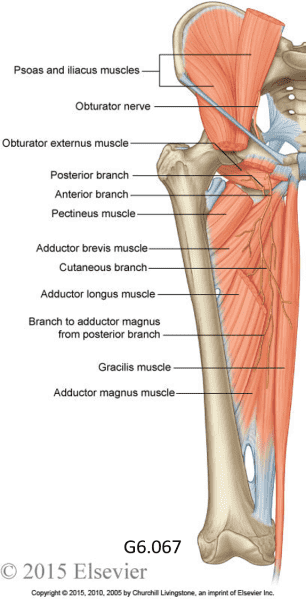 Psoas and iliacus muscles
Obturator nerve
Obturator externus muscle
Posterior branch
Anterior branch
Pectineus muscle
Adductor brevis muscle
Cutaneous branch
Adductor longus muscle
Branch to adductor magnus
from posterior branch
Gracilis muscle
Adductor magnus muscle
G6.067
© 2015 Elsevier
Copyright © 2015, 2010, 2005 by Churchill Livingstone, an imprint of Elsevier Inc.